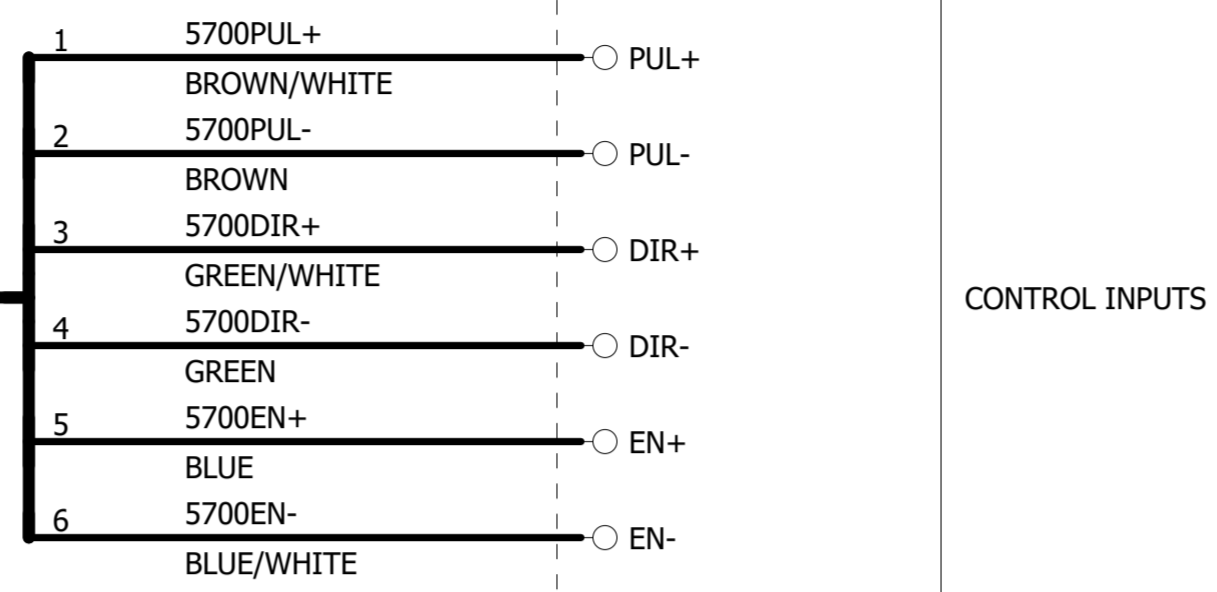 1 5700PUL+
BROWN/WHITE
PUL+
2 5700PUL-
BROWN
PUL-
3 5700DIR+
GREEN/WHITE
DIR+
4 5700DIR-
GREEN
DIR-
5 5700EN+
BLUE
EN+
6 5700EN-
BLUE/WHITE
EN-
CONTROL INPUTS